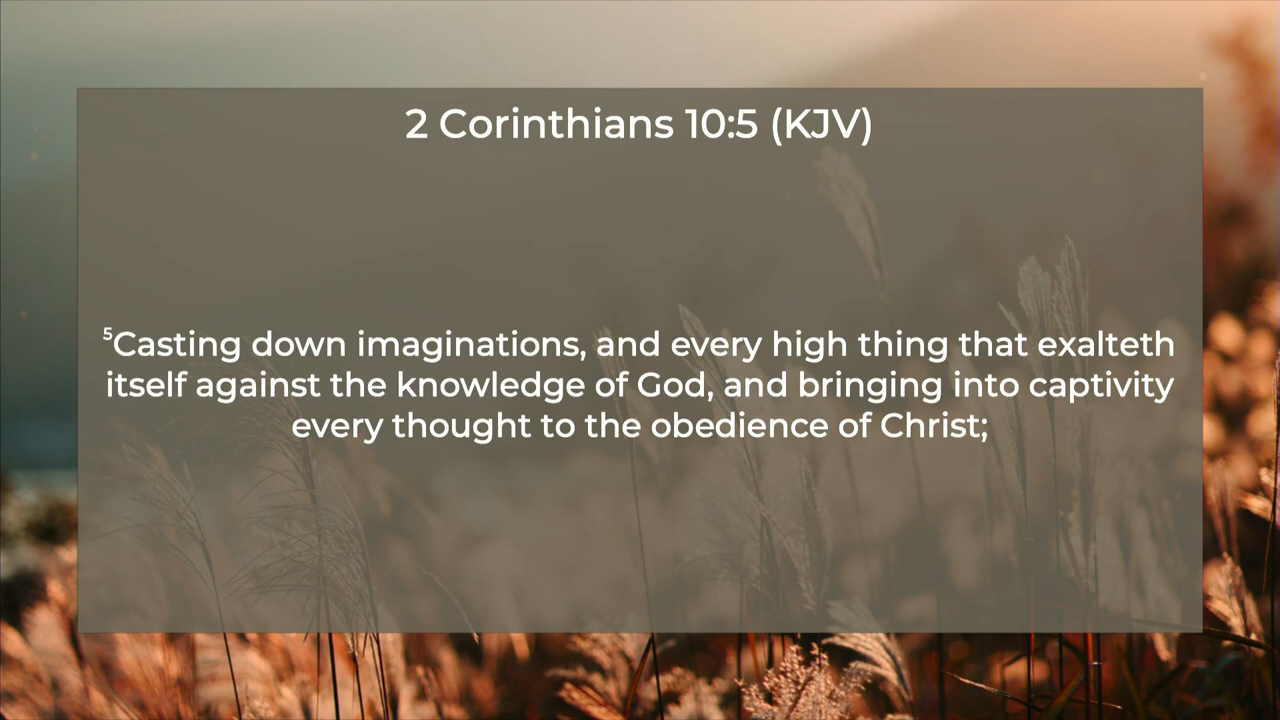 2 Corinthians 10:5 (KJV)
⁵Casting down imaginations, and every high thing that exalteth
itself against the knowledge of God, and bringing into captivity
every thought to the obedience of Christ;